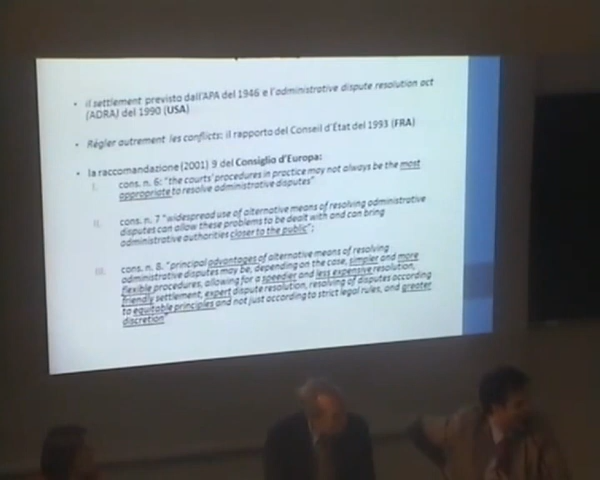 • il settlement previsto dall'APA del 1946 e l'administrative dispute resolution act
(ADRA) del 1990 (USA)
• Régler autrement les conflicts: il rapporto del Conseil d'Etat del 1993 (FRA)
• la raccomandazione (2001) 9 del Consiglio d'Europa:
I. cons. n. 6: "the courts' procedures in practice may not always be the most
appropriate to resolve administrative disputes"
II. cons. n. 7 "widespread use of alternative means of resolving administrative
disputes can allow these problems to be dealt with and can bring
administrative authorities closer to the public";
III. cons. n. 8. "principal advantages of alternative means of resolving
administrative disputes may be, depending on the case, simpler and more
flexible procedures, allowing for a speedier and less expensive resolution,
friendly settlement, expert dispute resolution, resolving of disputes according
to equitable principles and not just according to strict legal rules, and greater
discretion"